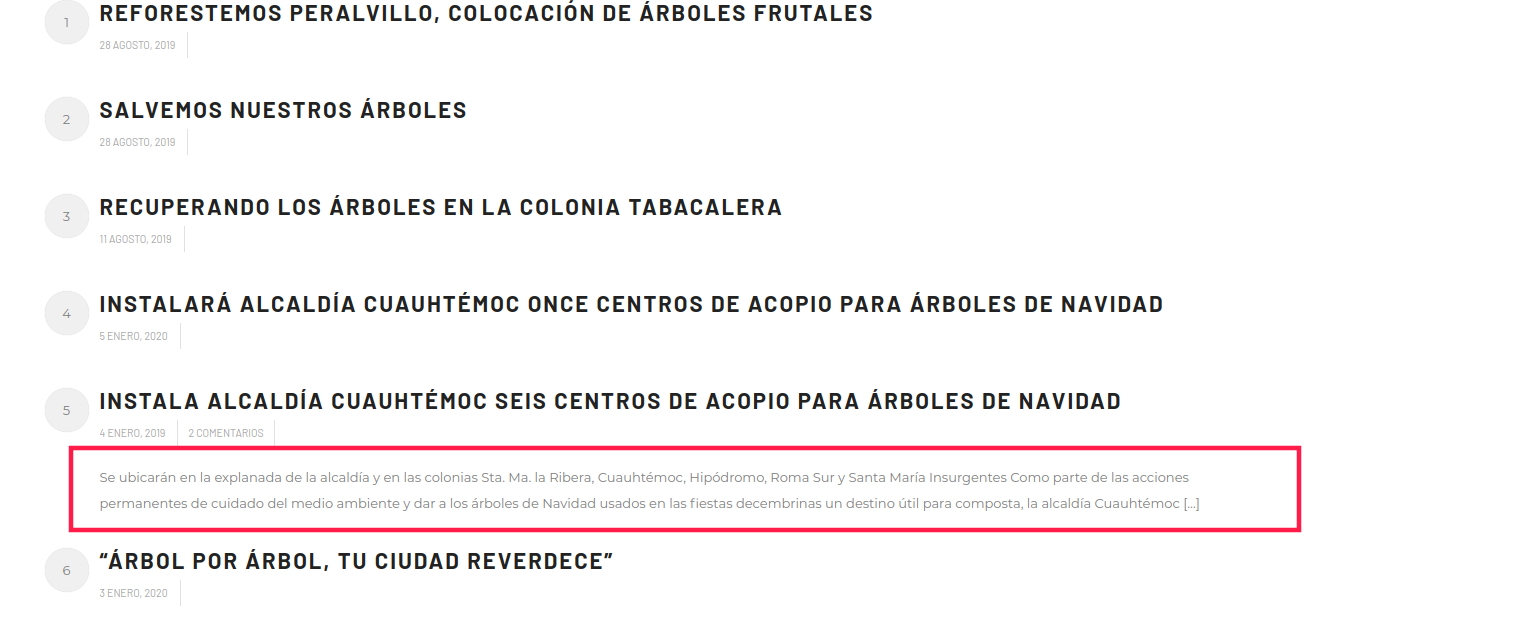 1
REFORESTEMOS PERALVILLO, COLOCACIÓN DE ÁRBOLES FRUTALES
28 AGOSTO, 2019
2
SALVEMOS NUESTROS ÁRBOLES
28 AGOSTO, 2019
3
RECUPERANDO LOS ÁRBOLES EN LA COLONIA TABACALERA
11 AGOSTO, 2019
4
INSTALARÁ ALCALDÍA CUAUHTÉMOC ONCE CENTROS DE ACOPIO PARA ÁRBOLES DE NAVIDAD
5 ENERO, 2020
5
INSTALA ALCALDÍA CUAUHTÉMOC SEIS CENTROS DE ACOPIO PARA ÁRBOLES DE NAVIDAD
4 ENERO, 2019 2 COMENTARIOS
Se ubicarán en la explanada de la alcaldía y en las colonias Sta. Ma. la Ribera, Cuauhtémoc, Hipódromo, Roma Sur y Santa María Insurgentes Como parte de las acciones
permanentes de cuidado del medio ambiente y dar a los árboles de Navidad usados en las fiestas decembrinas un destino útil para composta, la alcaldía Cuauhtémoc [...]
6
“ÁRBOL POR ÁRBOL, TU CIUDAD REVERDECE”
3 ENERO, 2020